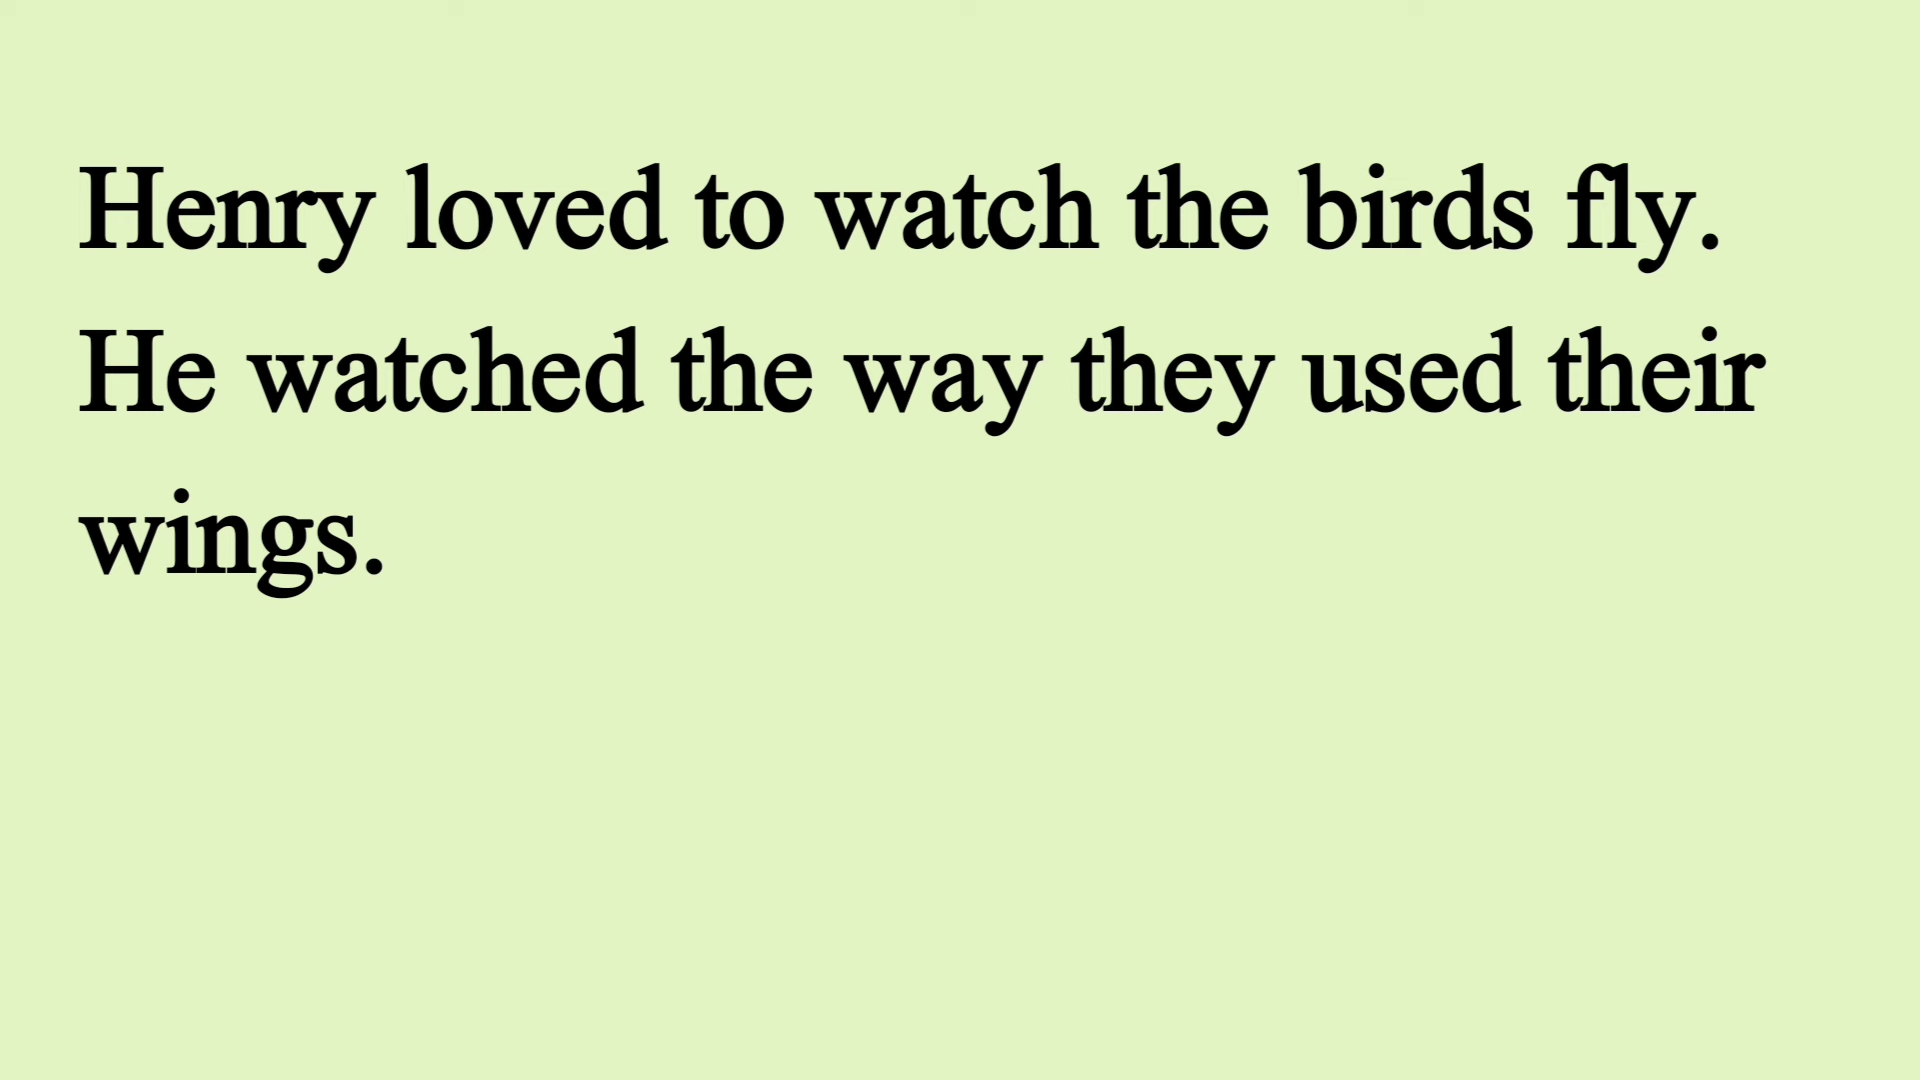 Henry loved to watch the birds fly.
He watched the way they used their
wings.